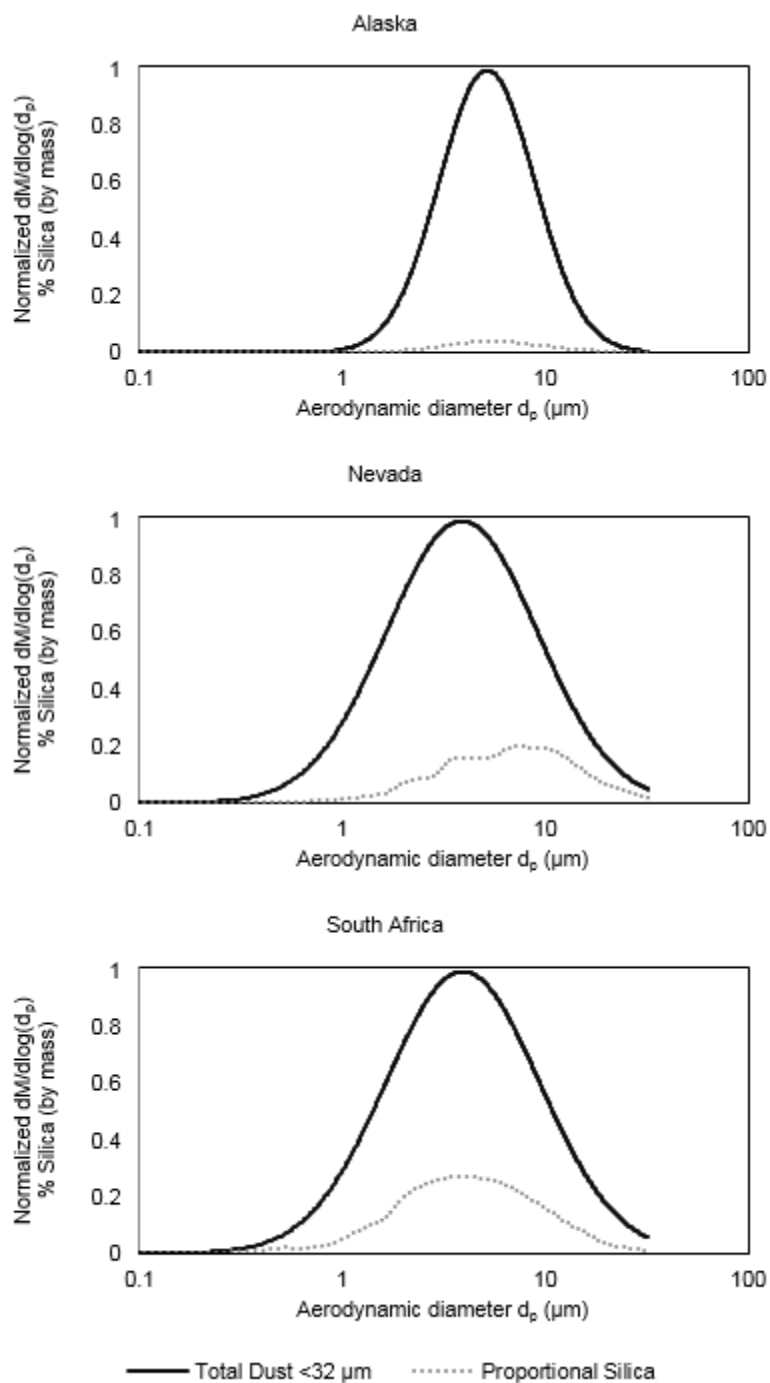 Alaska
Normalized dM/dlog(dₚ)
% Silica (by mass)
1
0.8
0.6
0.4
0.2
0
0.1 1 10 100
Aerodynamic diameter dₚ (µm)
Nevada
Normalized dM/dlog(dₚ)
% Silica (by mass)
1
0.8
0.6
0.4
0.2
0
0.1 1 10 100
Aerodynamic diameter dₚ (µm)
South Africa
Normalized dM/dlog(dₚ)
% Silica (by mass)
1
0.8
0.6
0.4
0.2
0
0.1 1 10 100
Aerodynamic diameter dₚ (µm)
Total Dust <32 µm Proportional Silica